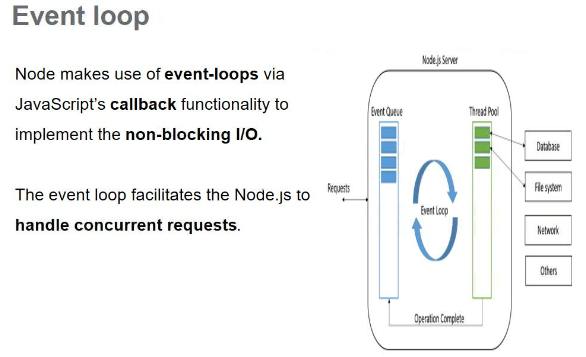 Event loop
Node makes use of event-loops via
JavaScript's callback functionality to
implement the non-blocking I/O.
The event loop facilitates the Node.js to
handle concurrent requests.
Node.js Server
Event Queue
Thread Pool
Requests
Event Loop
Operation Complete
Database
File system
Network
Others